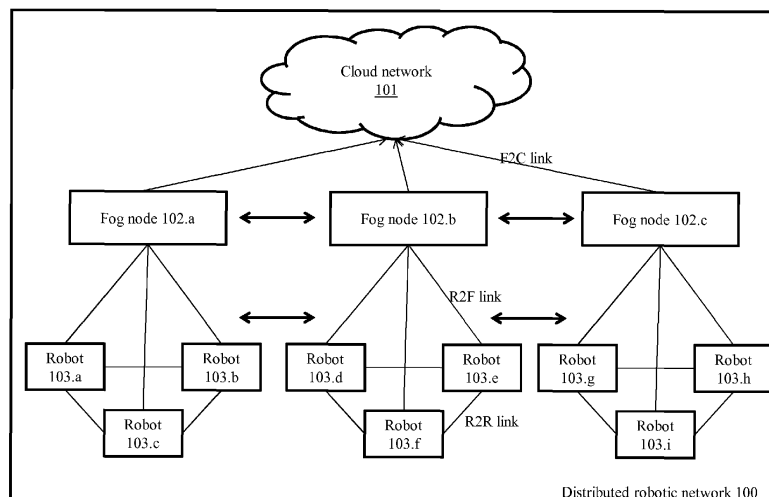 Cloud network
101
F2C link
Fog node 102.a
Fog node 102.b
Fog node 102.c
R2F link
Robot
103.a
Robot
103.b
Robot
103.d
Robot
103.e
Robot
103.g
Robot
103.h
Robot
103.c
Robot
103.f
R2R link
Robot
103.i
Distributed robotic network 100